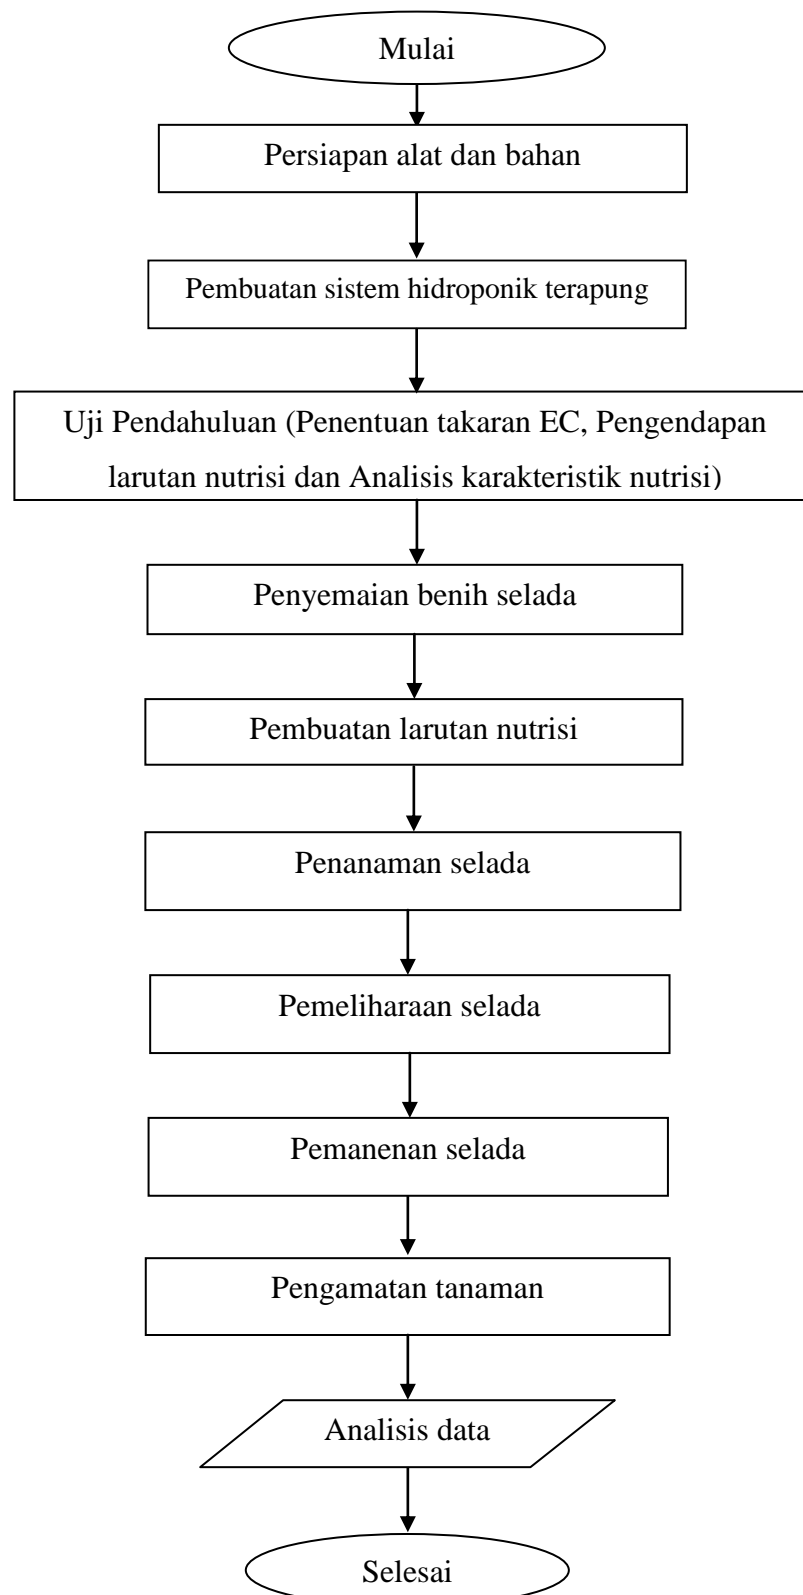 Mulai
Persiapan alat dan bahan
Pembuatan sistem hidroponik terapung
Uji Pendahuluan (Penentuan takaran EC, Pengendapan
larutan nutrisi dan Analisis karakteristik nutrisi)
Penyemaian benih selada
Pembuatan larutan nutrisi
Penanaman selada
Pemeliharaan selada
Pemanenan selada
Pengamatan tanaman
Analisis data
Selesai